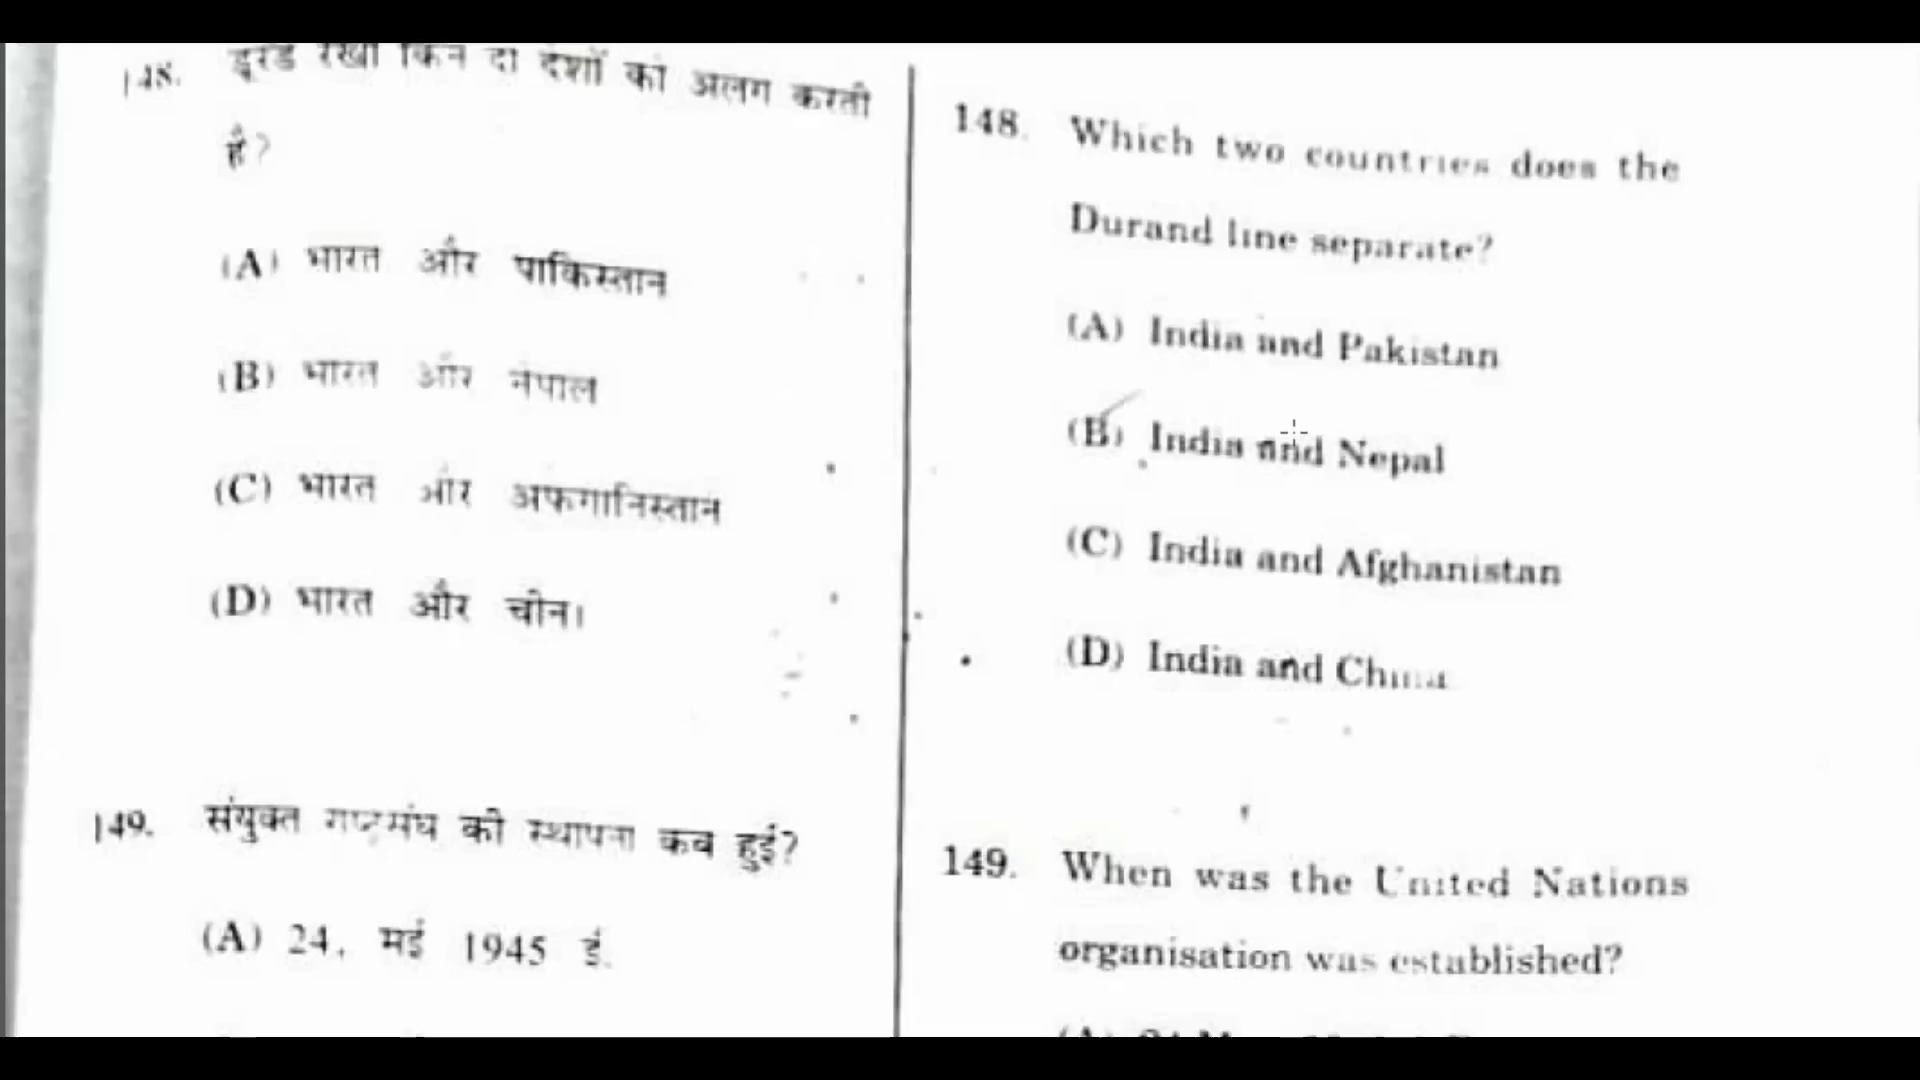 148. डूरंड रेखा किन दो देशों को अलग करती
है?
(A) भारत और पाकिस्तान
(B) भारत और नेपाल
(C) भारत और अफगानिस्तान
(D) भारत और चीन।
149. संयुक्त राष्ट्रसंघ की स्थापना कब हुई?
(A) 24, मई 1945 ई.
148. Which two countries does the
Durand line separate?
(A) India and Pakistan
(B) India and Nepal
(C) India and Afghanistan
(D) India and China
149. When was the United Nations
organisation was established?